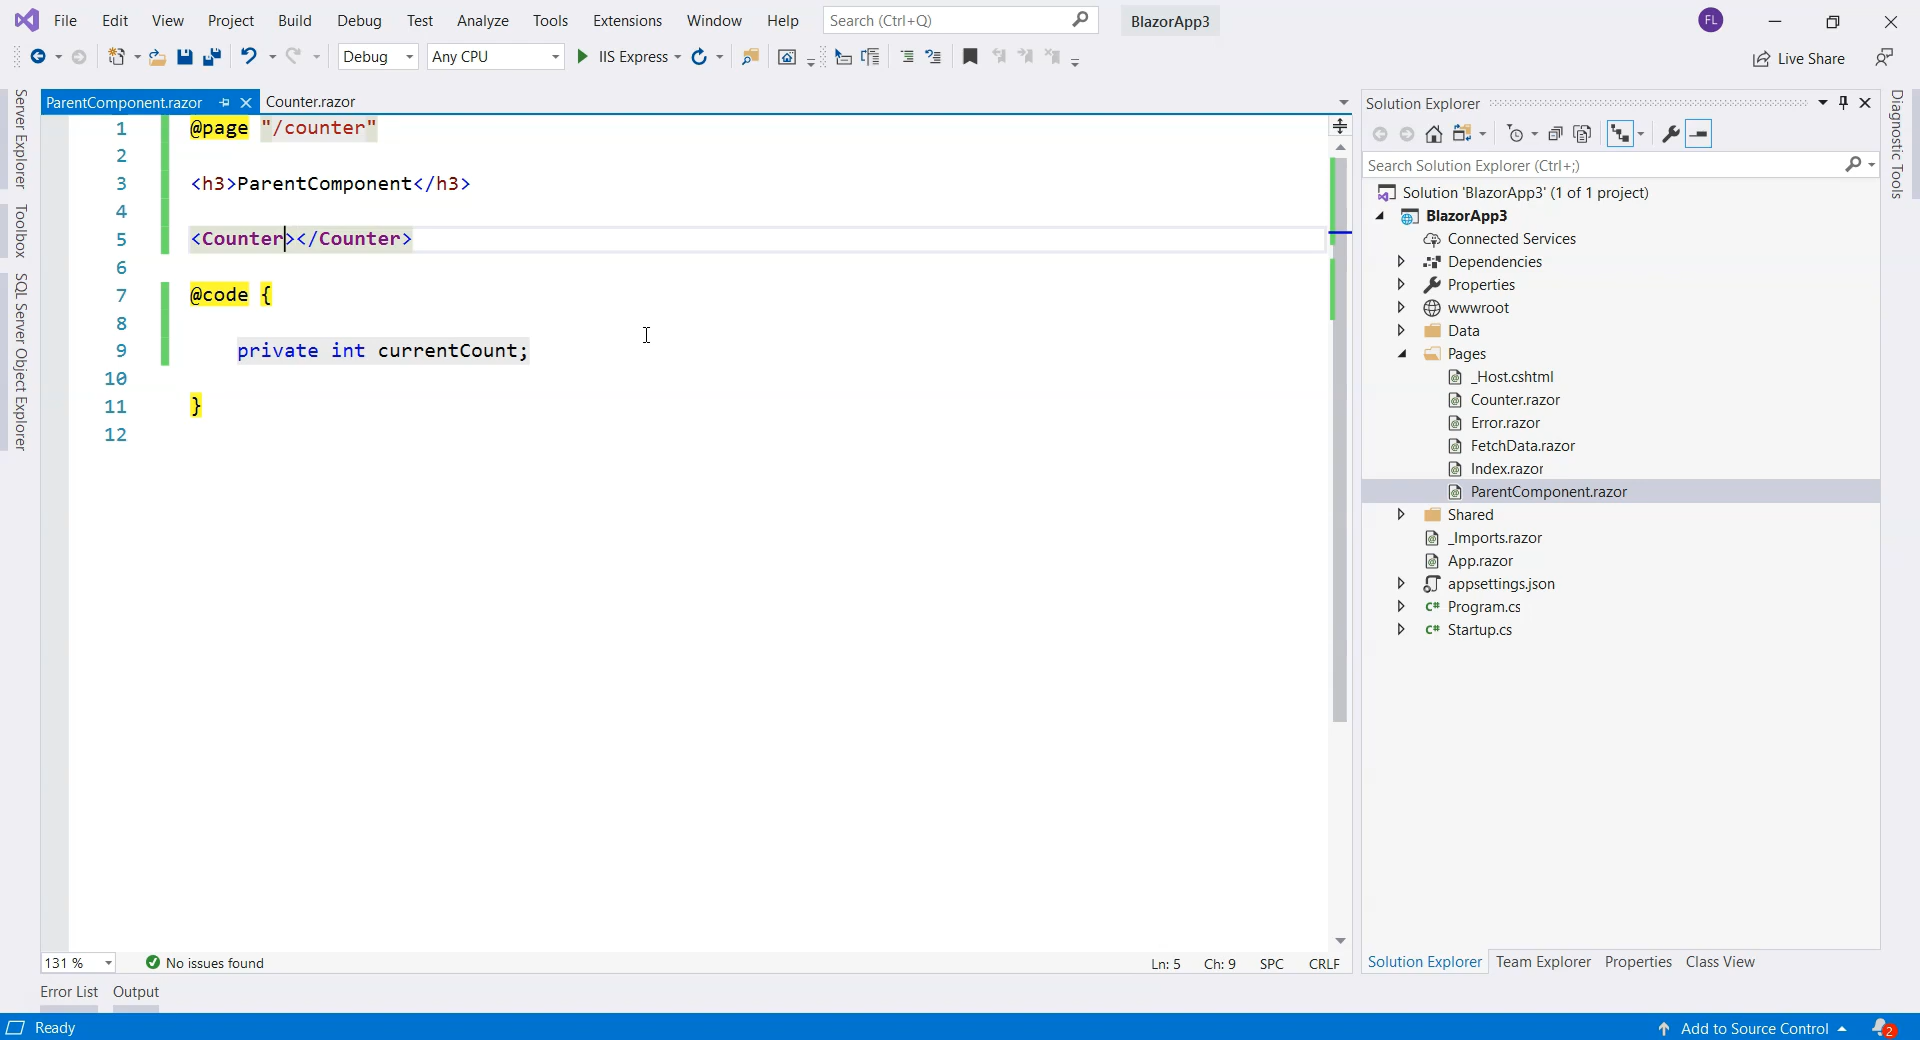 File Edit View Project Build Debug Test Analyze Tools Extensions Window Help Search (Ctrl+Q) BlazorApp3 FL
Debug Any CPU IIS Express Live Share
Server Explorer
Toolbox
SQL Server Object Explorer
ParentComponent.razor Counter.razor
1 @page "/counter"
2
3 <h3>ParentComponent</h3>
4
5 <Counter></Counter>
6
7 @code {
8
9 private int currentCount;
10
11 }
12
131 % No issues found Ln: 5 Ch: 9 SPC CRLF
Solution Explorer
Search Solution Explorer (Ctrl+;)
Solution 'BlazorApp3' (1 of 1 project)
BlazorApp3
Connected Services
Dependencies
Properties
wwwroot
Data
Pages
_Host.cshtml
Counter.razor
Error.razor
FetchData.razor
Index.razor
ParentComponent.razor
Shared
_Imports.razor
App.razor
appsettings.json
C# Program.cs
C# Startup.cs
Solution Explorer Team Explorer Properties Class View
Diagnostic Tools
Error List Output
Ready Add to Source Control 2